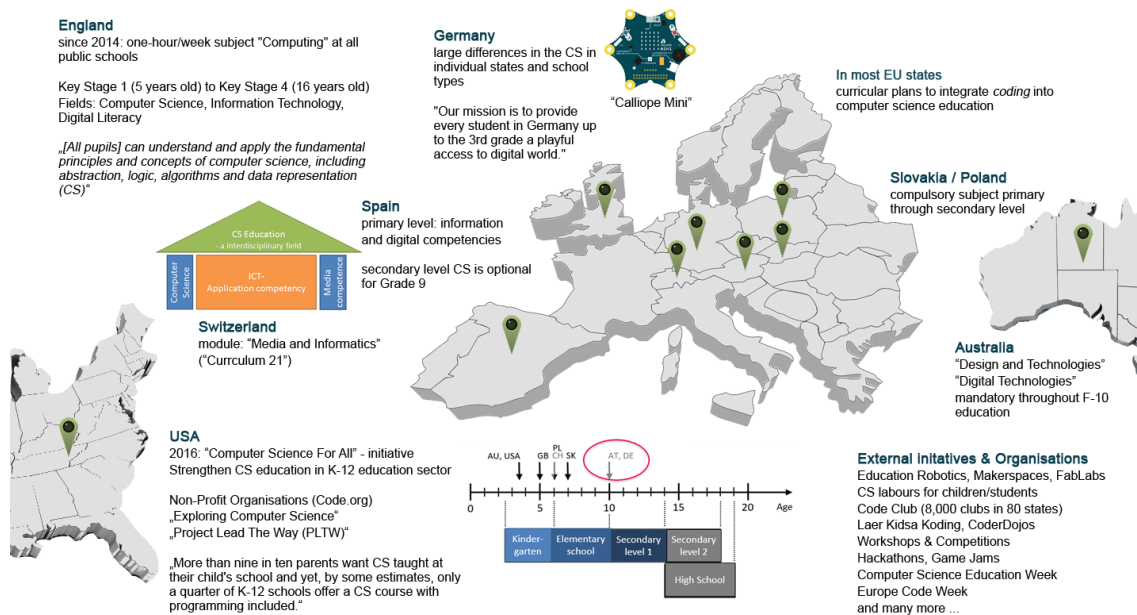 England
since 2014: one-hour/week subject "Computing" at all
public schools
Key Stage 1 (5 years old) to Key Stage 4 (16 years old)
Fields: Computer Science, Information Technology,
Digital Literacy
„[All pupils] can understand and apply the fundamental
principles and concepts of computer science, including
abstraction, logic, algorithms and data representation
(CS)“
Germany
large differences in the CS in
individual states and school
types
"Our mission is to provide
every student in Germany up
to the 3rd grade a playful
access to digital world."
“Calliope Mini”
In most EU states
curricular plans to integrate coding into
computer science education
Slovakia / Poland
compulsory subject primary
through secondary level
CS Education
- a interdisciplinary field
Computer
Science
ICT-
Application competency
Media
competence
Spain
primary level: information
and digital competencies
secondary level CS is optional
for Grade 9
Switzerland
module: “Media and Informatics”
(“Currculum 21”)
Australia
“Design and Technologies”
“Digital Technologies”
mandatory throughout F-10
education
USA
2016: “Computer Science For All” - initiative
Strengthen CS education in K-12 education sector
Non-Profit Organisations (Code.org)
„Exploring Computer Science“
„Project Lead The Way (PLTW)“
„More than nine in ten parents want CS taught at
their child's school and yet, by some estimates, only
a quarter of K-12 schools offer a CS course with
programming included.“
AU, USA
GB
PL
CH
SK
AT, DE
0
5
10
15
20
Age
Kinder-
garten
Elementary
school
Secondary
level 1
Secondary
level 2
High School
External initatives & Organisations
Education Robotics, Makerspaces, FabLabs
CS labours for children/students
Code Club (8,000 clubs in 80 states)
Laer Kidsa Koding, CoderDojos
Workshops & Competitions
Hackathons, Game Jams
Computer Science Education Week
Europe Code Week
and many more ...